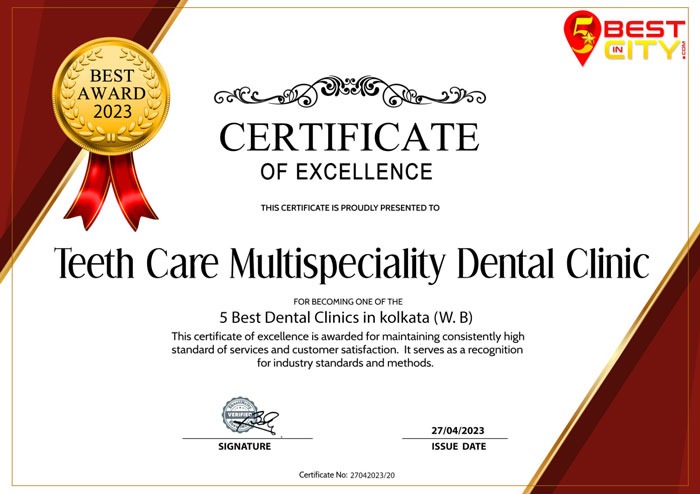 5 BEST
IN CITY.COM
BEST
AWARD
2023
CERTIFICATE
OF EXCELLENCE
THIS CERTIFICATE IS PROUDLY PRESENTED TO
Teeth Care Multispeciality Dental Clinic
FOR BECOMING ONE OF THE
5 Best Dental Clinics in kolkata (W. B)
This certificate of excellence is awarded for maintaining consistently high
standard of services and customer satisfaction. It serves as a recognition
for industry standards and methods.
VERIFIED
27/04/2023
SIGNATURE
ISSUE DATE
Certificate No: 27042023/20